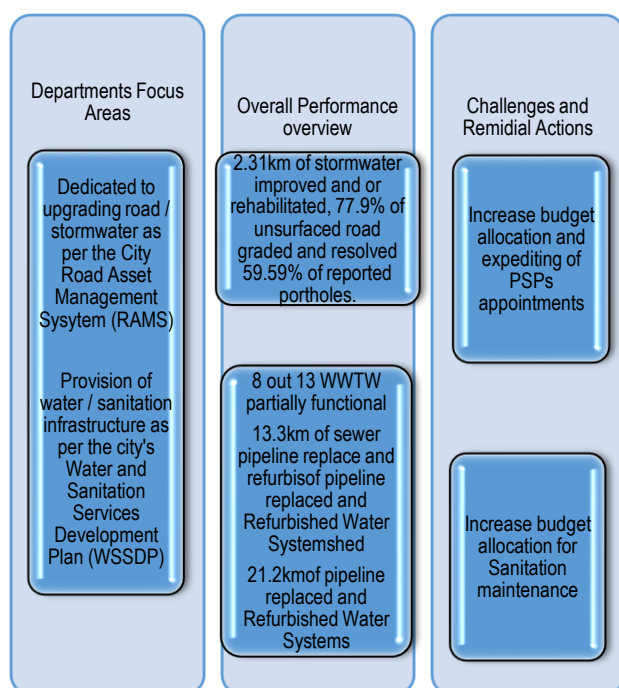 Departments Focus
Areas
Dedicated to
upgrading road /
stormwater as
per the City
Road Asset
Management
Sysytem (RAMS)
Provision of
water / sanitation
infrastructure as
per the city's
Water and
Sanitation
Services
Development
Plan (WSSDP)
Overall Performance
overview
2.31km of stormwater
improved and or
rehabilitated, 77.9% of
unsurfaced road
graded and resolved
59.59% of reported
portholes.
8 out 13 WWTW
partially functional
13.3km of sewer
pipeline replace and
refurbisof pipeline
replaced and
Refurbished Water
Systemshed
21.2kmof pipeline
replaced and
Refurbished Water
Systems
Challenges and
Remidial Actions
Increase budget
allocation and
expediting of
PSPs
appointments
Increase budget
allocation for
Sanitation
maintenance